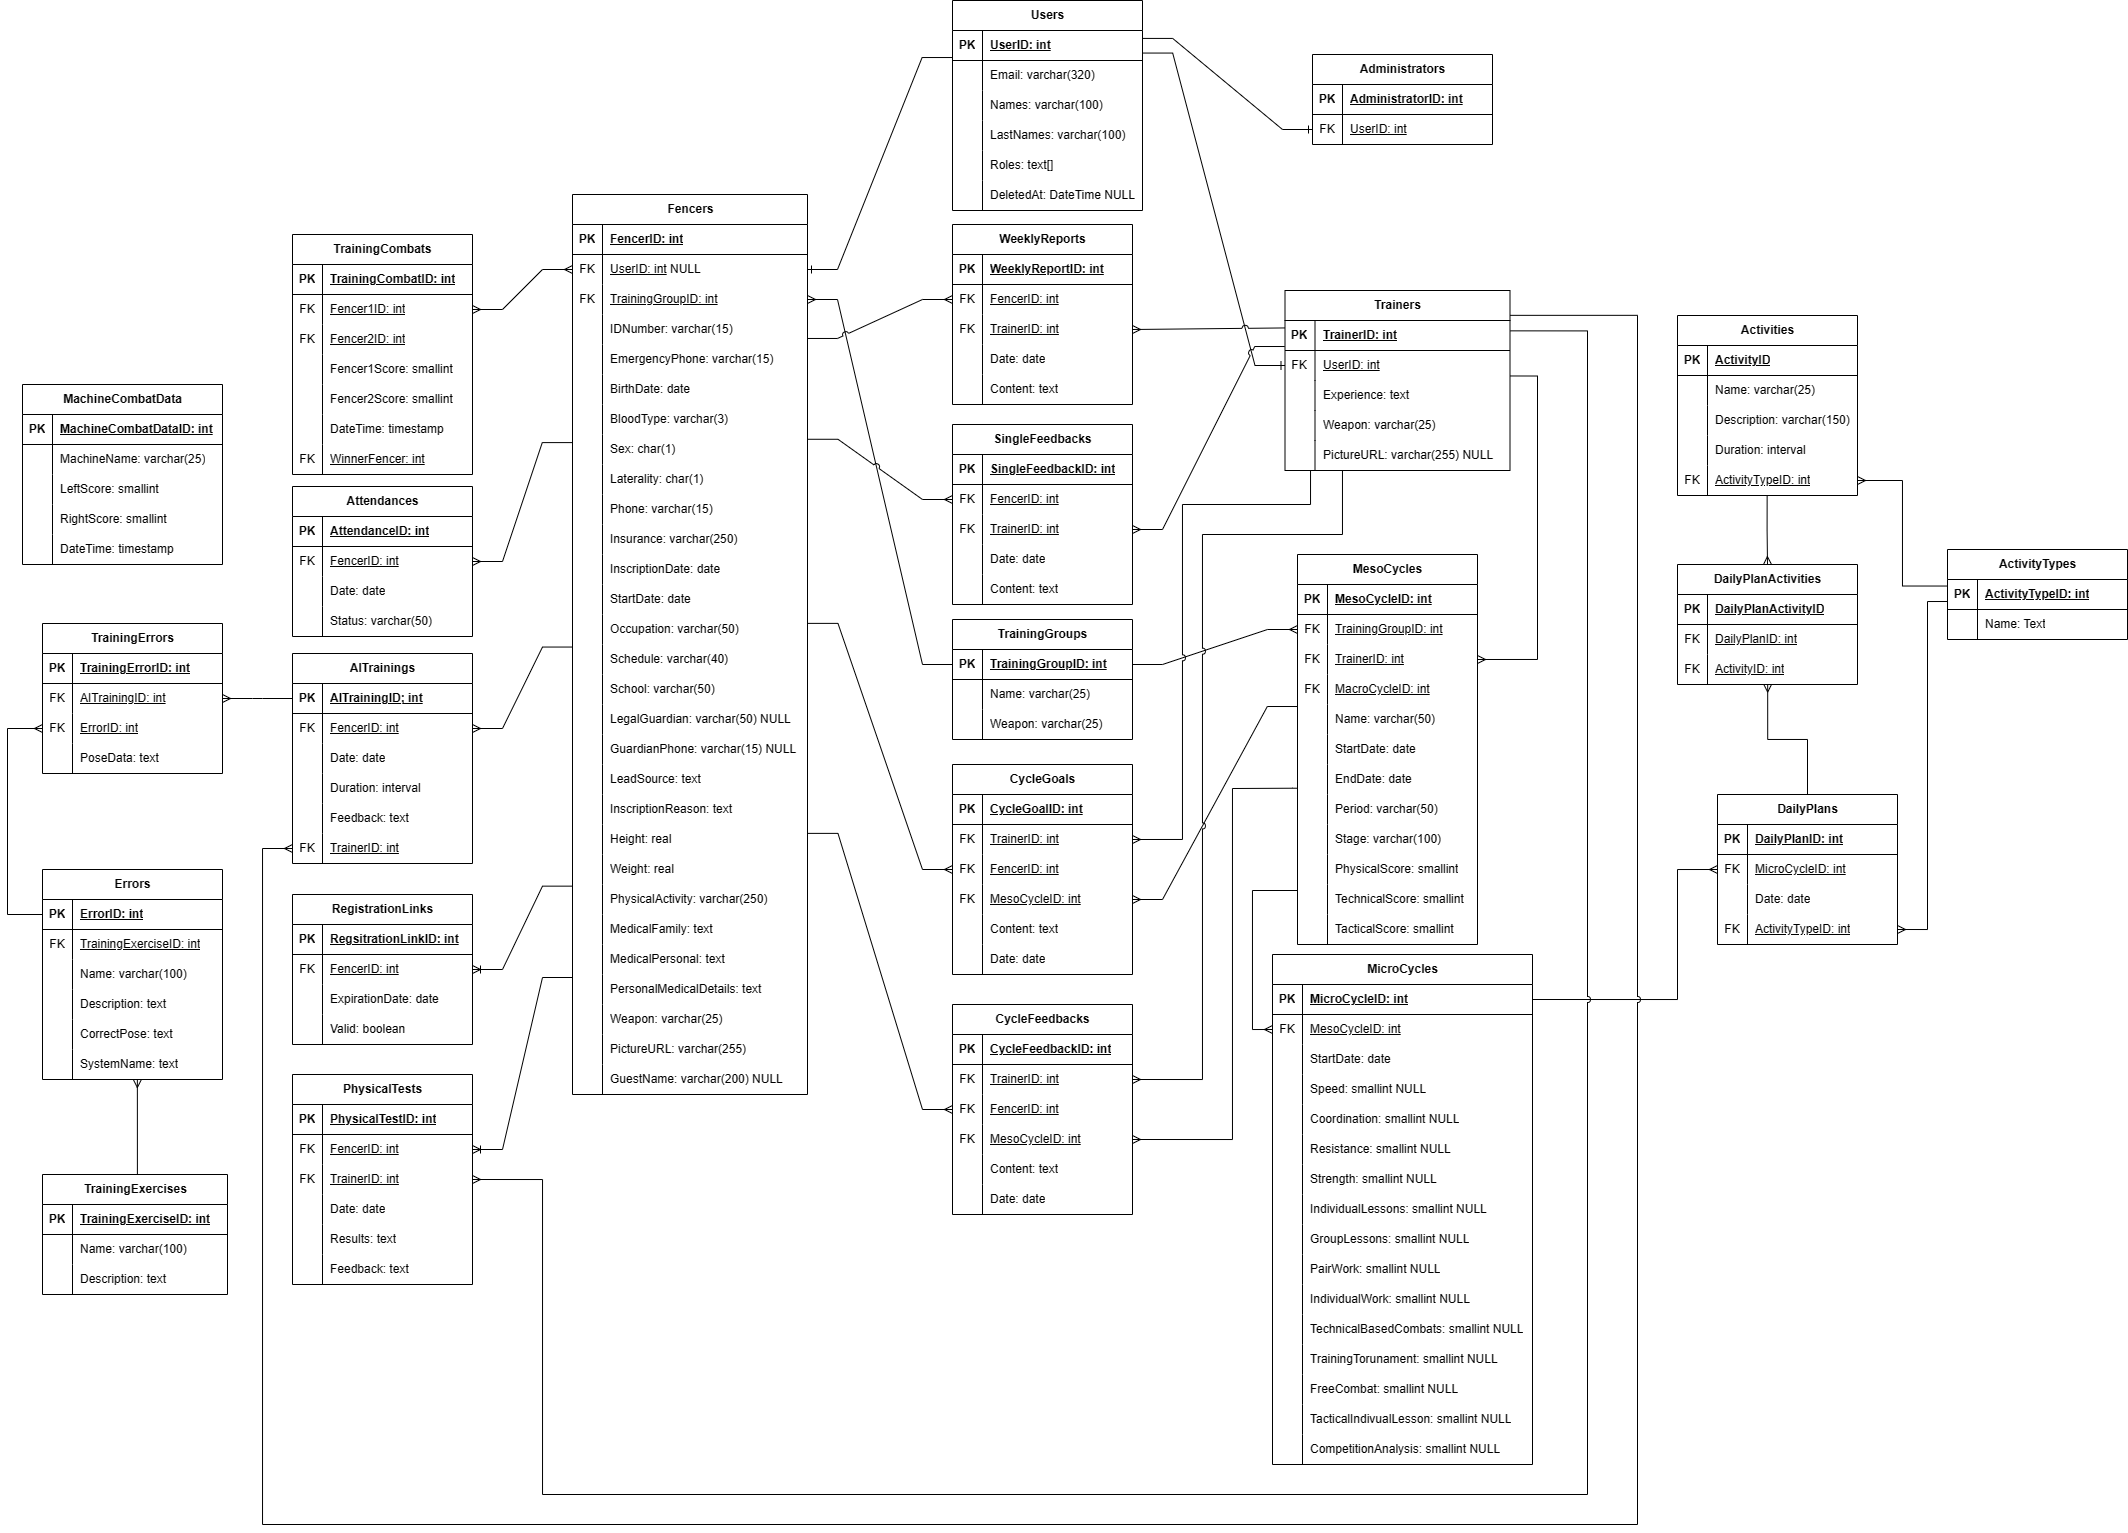 Users
PK UserID: int
Email: varchar(320)
Names: varchar(100)
LastNames: varchar(100)
Roles: text[]
DeletedAt: DateTime NULL
Administrators
PK AdministratorID: int
FK UserID: int
Fencers
PK FencerID: int
FK UserID: int NULL
FK TrainingGroupID: int
IDNumber: varchar(15)
EmergencyPhone: varchar(15)
BirthDate: date
BloodType: varchar(3)
Sex: char(1)
Laterality: char(1)
Phone: varchar(15)
Insurance: varchar(250)
InscriptionDate: date
StartDate: date
Occupation: varchar(50)
Schedule: varchar(40)
School: varchar(50)
LegalGuardian: varchar(50) NULL
GuardianPhone: varchar(15) NULL
LeadSource: text
InscriptionReason: text
Height: real
Weight: real
PhysicalActivity: varchar(250)
MedicalFamily: text
MedicalPersonal: text
PersonalMedicalDetails: text
Weapon: varchar(25)
PictureURL: varchar(255)
GuestName: varchar(200) NULL
TrainingCombats
PK TrainingCombatID: int
FK Fencer1ID: int
FK Fencer2ID: int
Fencer1Score: smallint
Fencer2Score: smallint
DateTime: timestamp
FK WinnerFencer: int
MachineCombatData
PK MachineCombatDataID: int
MachineName: varchar(25)
LeftScore: smallint
RightScore: smallint
DateTime: timestamp
Attendances
PK AttendanceID: int
FK FencerID: int
Date: date
Status: varchar(50)
TrainingErrors
PK TrainingErrorID: int
FK AITrainingID: int
FK ErrorID: int
PoseData: text
AITrainings
PK AITrainingID; int
FK FencerID: int
Date: date
Duration: interval
Feedback: text
FK TrainerID: int
Errors
PK ErrorID: int
FK TrainingExerciseID: int
Name: varchar(100)
Description: text
CorrectPose: text
SystemName: text
RegistrationLinks
PK RegsitrationLinkID: int
FK FencerID: int
ExpirationDate: date
Valid: boolean
PhysicalTests
PK PhysicalTestID: int
FK FencerID: int
FK TrainerID: int
Date: date
Results: text
Feedback: text
TrainingExercises
PK TrainingExerciseID: int
Name: varchar(100)
Description: text
WeeklyReports
PK WeeklyReportID: int
FK FencerID: int
FK TrainerID: int
Date: date
Content: text
SingleFeedbacks
PK SingleFeedbackID: int
FK FencerID: int
FK TrainerID: int
Date: date
Content: text
TrainingGroups
PK TrainingGroupID: int
Name: varchar(25)
Weapon: varchar(25)
CycleGoals
PK CycleGoalID: int
FK TrainerID: int
FK FencerID: int
FK MesoCycleID: int
Content: text
Date: date
CycleFeedbacks
PK CycleFeedbackID: int
FK TrainerID: int
FK FencerID: int
FK MesoCycleID: int
Content: text
Date: date
Trainers
PK TrainerID: int
FK UserID: int
Experience: text
Weapon: varchar(25)
PictureURL: varchar(255) NULL
MesoCycles
PK MesoCycleID: int
FK TrainingGroupID: int
FK TrainerID: int
FK MacroCycleID: int
Name: varchar(50)
StartDate: date
EndDate: date
Period: varchar(50)
Stage: varchar(100)
PhysicalScore: smallint
TechnicalScore: smallint
TacticalScore: smallint
MicroCycles
PK MicroCycleID: int
FK MesoCycleID: int
StartDate: date
Speed: smallint NULL
Coordination: smallint NULL
Resistance: smallint NULL
Strength: smallint NULL
IndividualLessons: smallint NULL
GroupLessons: smallint NULL
PairWork: smallint NULL
IndividualWork: smallint NULL
TechnicalBasedCombats: smallint NULL
TrainingTorunament: smallint NULL
FreeCombat: smallint NULL
TacticalIndivualLesson: smallint NULL
CompetitionAnalysis: smallint NULL
Activities
PK ActivityID
Name: varchar(25)
Description: varchar(150)
Duration: interval
FK ActivityTypeID: int
DailyPlanActivities
PK DailyPlanActivityID
FK DailyPlanID: int
FK ActivityID: int
ActivityTypes
PK ActivityTypeID: int
Name: Text
DailyPlans
PK DailyPlanID: int
FK MicroCycleID: int
Date: date
FK ActivityTypeID: int